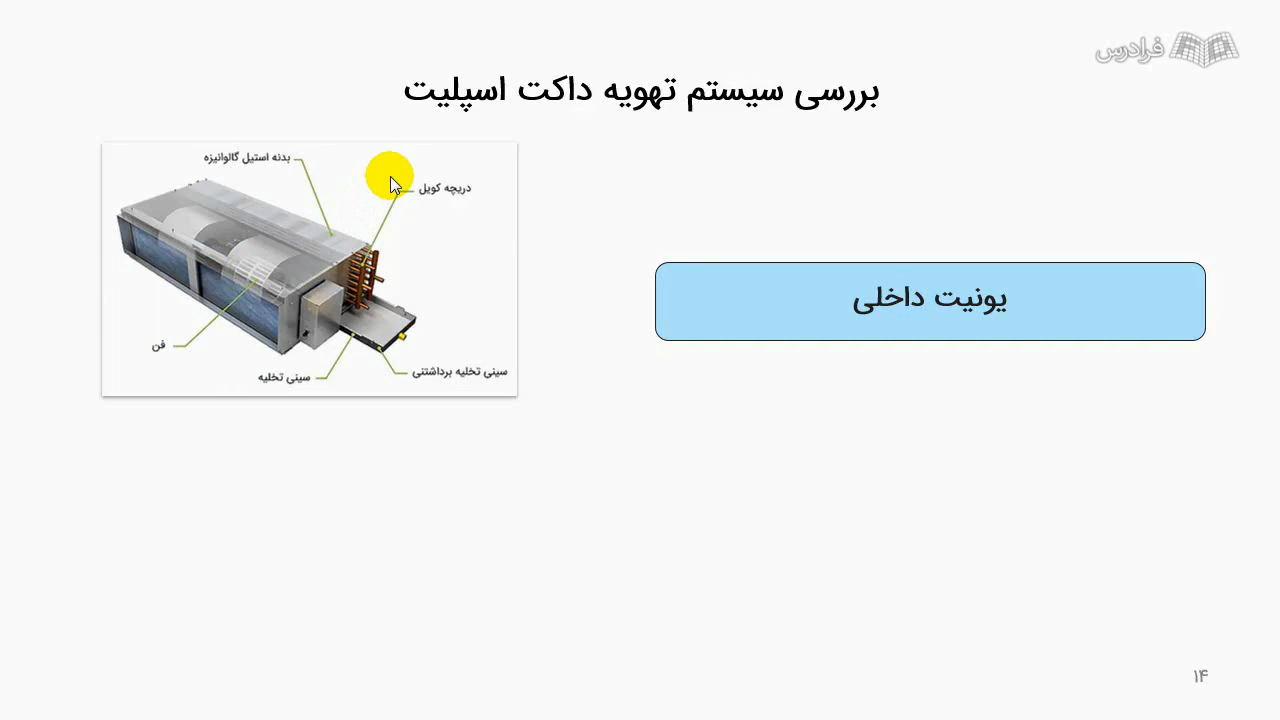 فرادرس
بررسی سیستم تهویه داکت اسپلیت
بدنه استیل گالوانیزه
دریچه کویل
یونیت داخلی
فن
سینی تخلیه برداشتنی
سینی تخلیه
۱۴